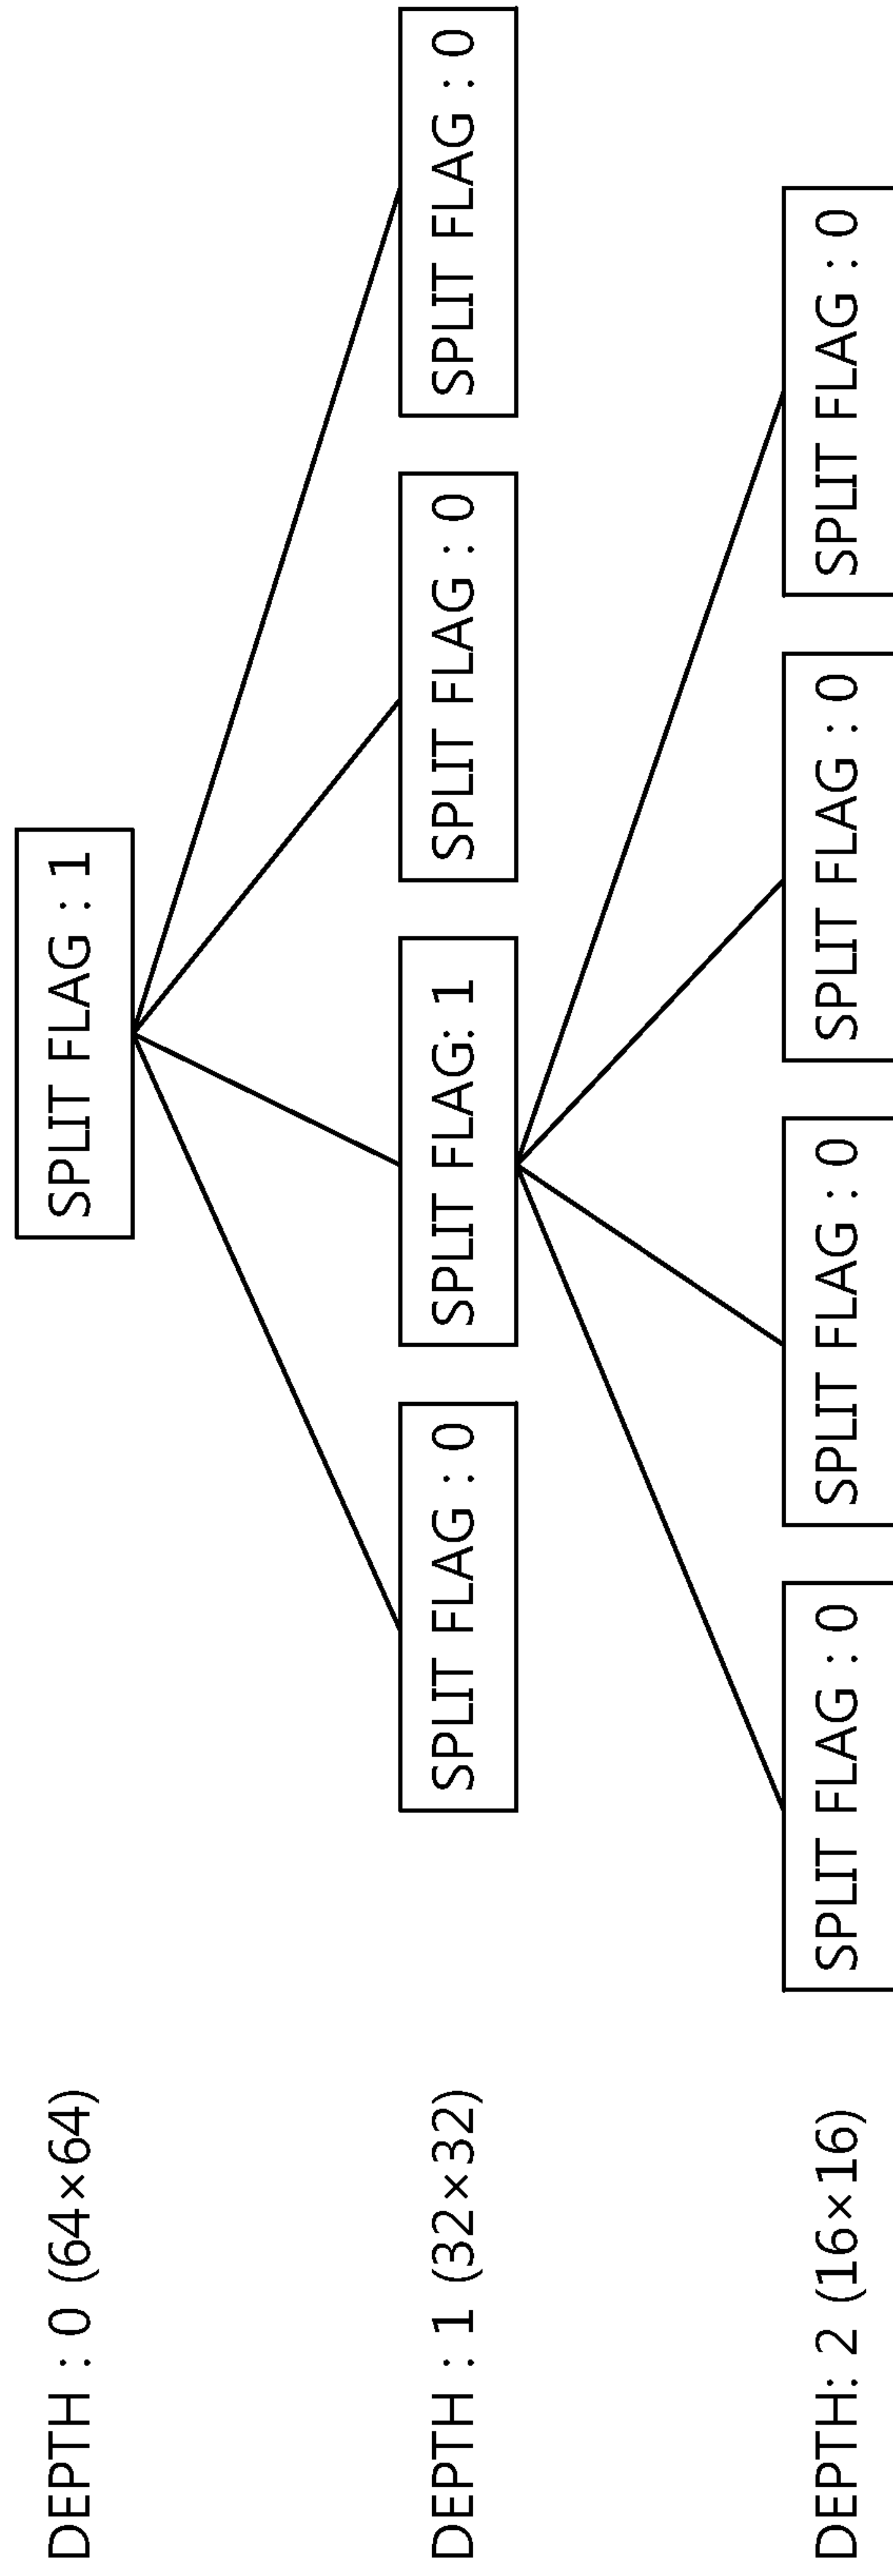 DEPTH : 0 (64×64)
SPLIT FLAG : 1
DEPTH : 1 (32×32)
SPLIT FLAG : 0
SPLIT FLAG: 1
SPLIT FLAG : 0
SPLIT FLAG : 0
DEPTH: 2 (16×16)
SPLIT FLAG : 0
SPLIT FLAG : 0
SPLIT FLAG : 0
SPLIT FLAG : 0